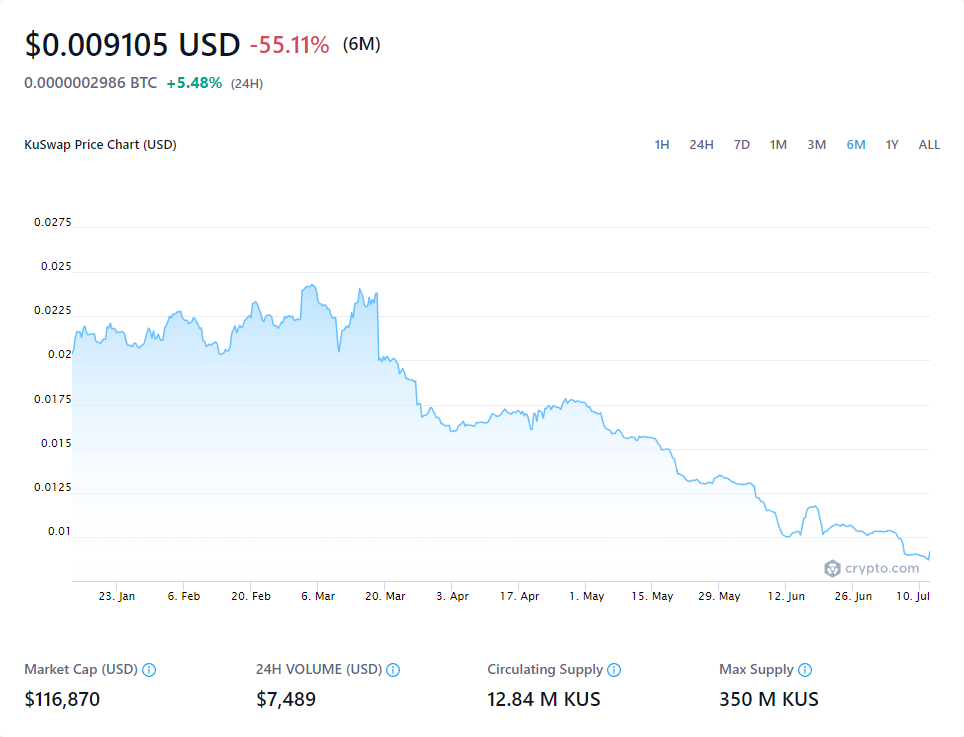 $0.009105 USD -55.11% (6M)
0.0000002986 BTC +5.48% (24H)
KuSwap Price Chart (USD) 1H 24H 7D 1M 3M 6M 1Y ALL
0.0275
0.025
0.0225
0.02
0.0175
0.015
0.0125
0.01
crypto.com
23. Jan 6. Feb 20. Feb 6. Mar 20. Mar 3. Apr 17. Apr 1. May 15. May 29. May 12. Jun 26. Jun 10. Jul
Market Cap (USD) 24H VOLUME (USD) Circulating Supply Max Supply
$116,870 $7,489 12.84 M KUS 350 M KUS